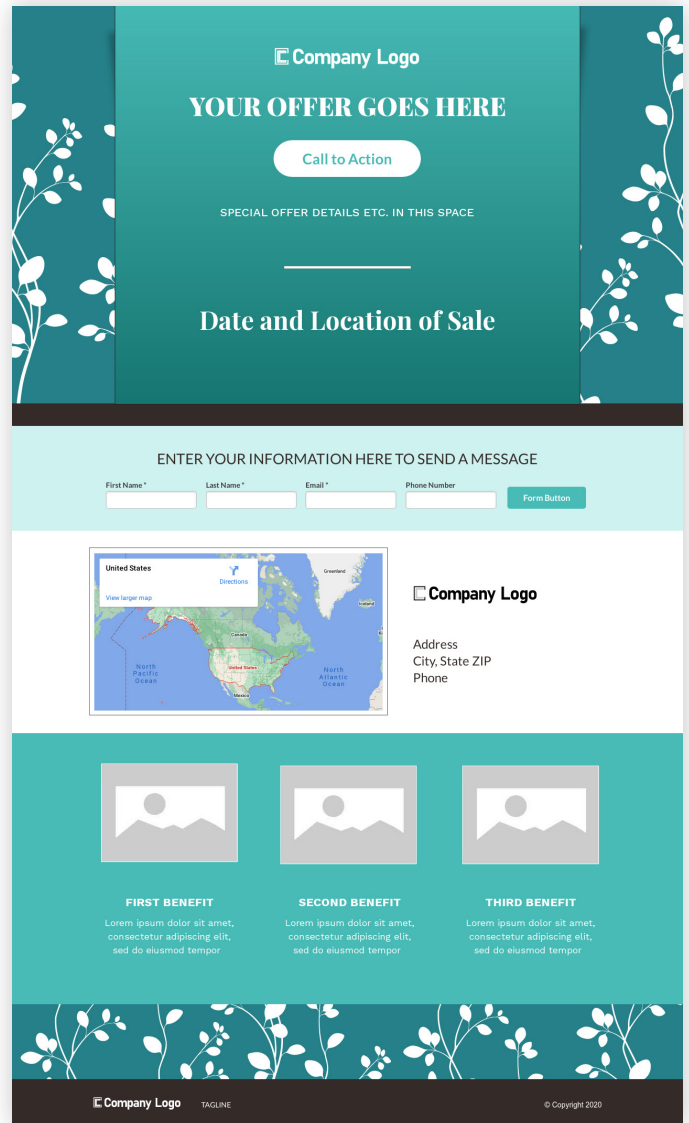 Company Logo
YOUR OFFER GOES HERE
Call to Action
SPECIAL OFFER DETAILS ETC. IN THIS SPACE
Date and Location of Sale
ENTER YOUR INFORMATION HERE TO SEND A MESSAGE
First Name *
Last Name *
Email *
Phone Number
Form Button
United States
Directions
View larger map
Greenland
Iceland
Canada
United States
North
Pacific
Ocean
North
Atlantic
Ocean
Mexico
Company Logo
Address
City, State ZIP
Phone
FIRST BENEFIT
Lorem ipsum dolor sit amet,
consectetur adipiscing elit,
sed do eiusmod tempor
SECOND BENEFIT
Lorem ipsum dolor sit amet,
consectetur adipiscing elit,
sed do eiusmod tempor
THIRD BENEFIT
Lorem ipsum dolor sit amet,
consectetur adipiscing elit,
sed do eiusmod tempor
Company Logo
TAGLINE
© Copyright 2020